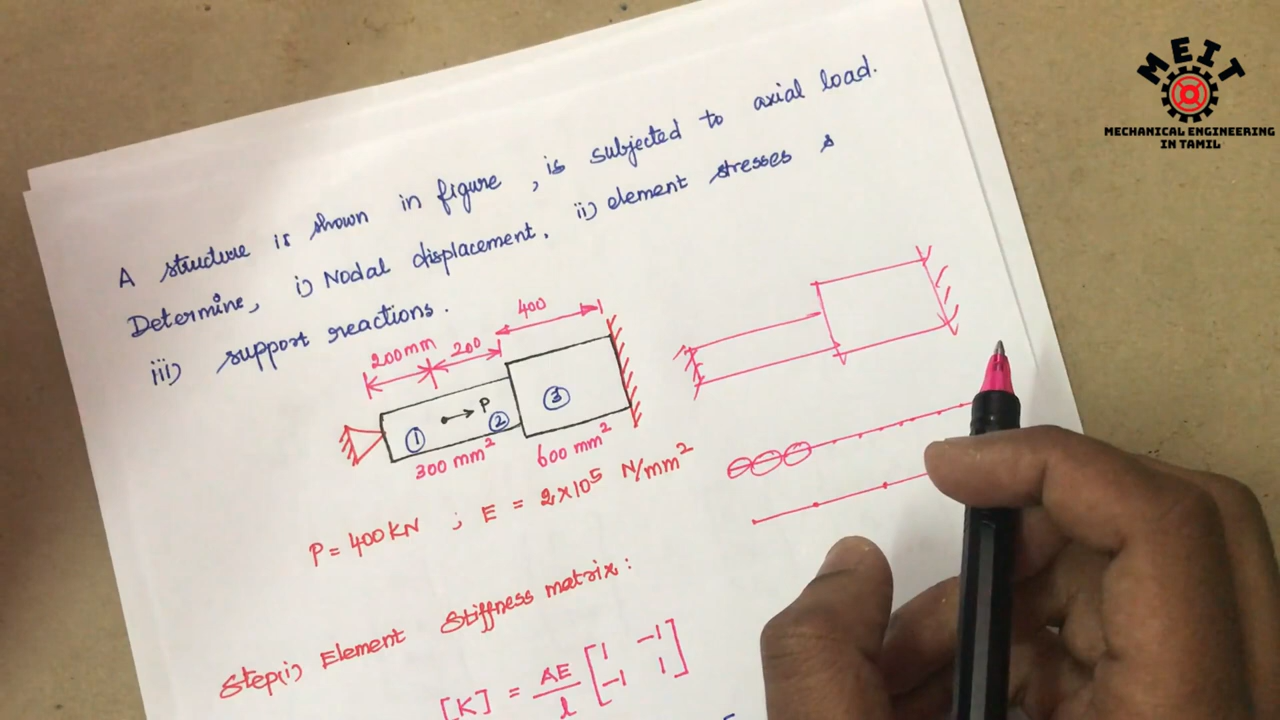 MEIT
MECHANICAL ENGINEERING
IN TAMIL
A structure is shown in figure, is subjected to axial load.
Determine, i) Nodal displacement, ii) element stresses &
iii) support reactions.
200mm 200 400
P
1 2 3
300 mm² 600 mm²
P = 400 KN ; E = 2×10⁵ N/mm²
Step(i) Element Stiffness matrix:
[K] = AE/l [1 -1
-1 1]